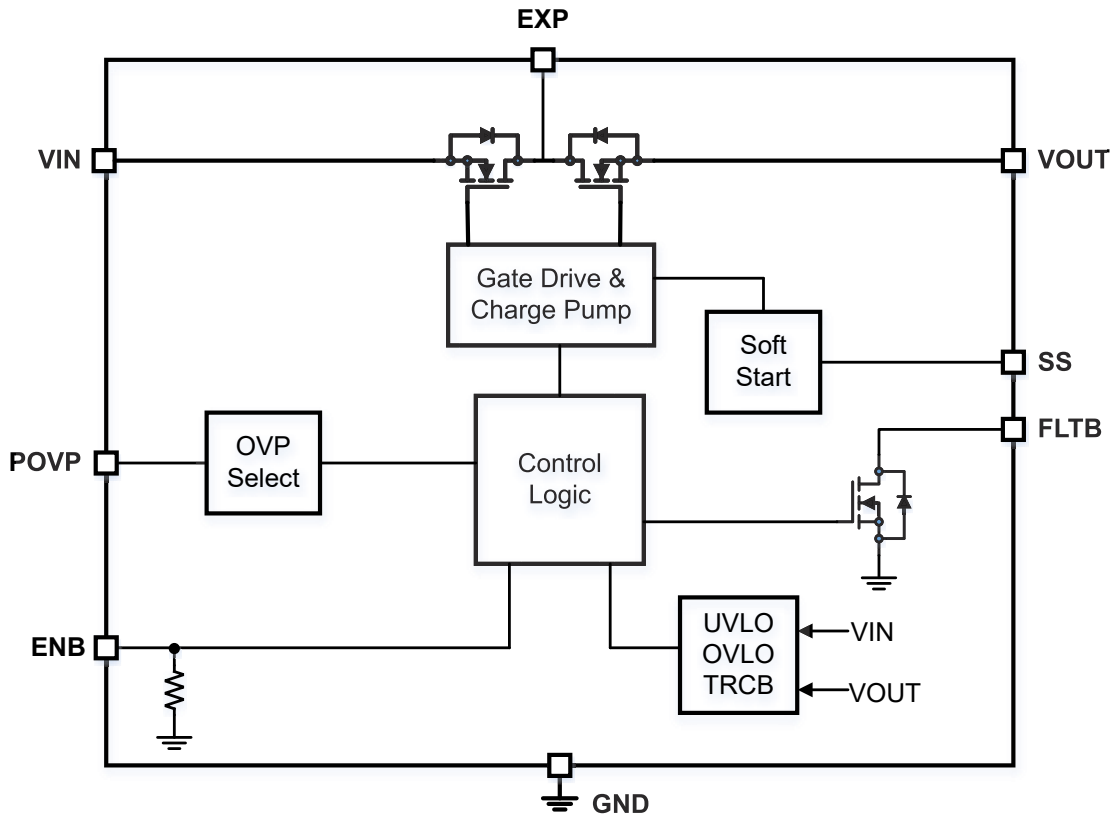 EXP
VIN
VOUT
Gate Drive &
Charge Pump
Soft
Start
SS
FLTB
POVP
OVP
Select
Control
Logic
ENB
UVLO
OVLO
TRCB
VIN
VOUT
GND